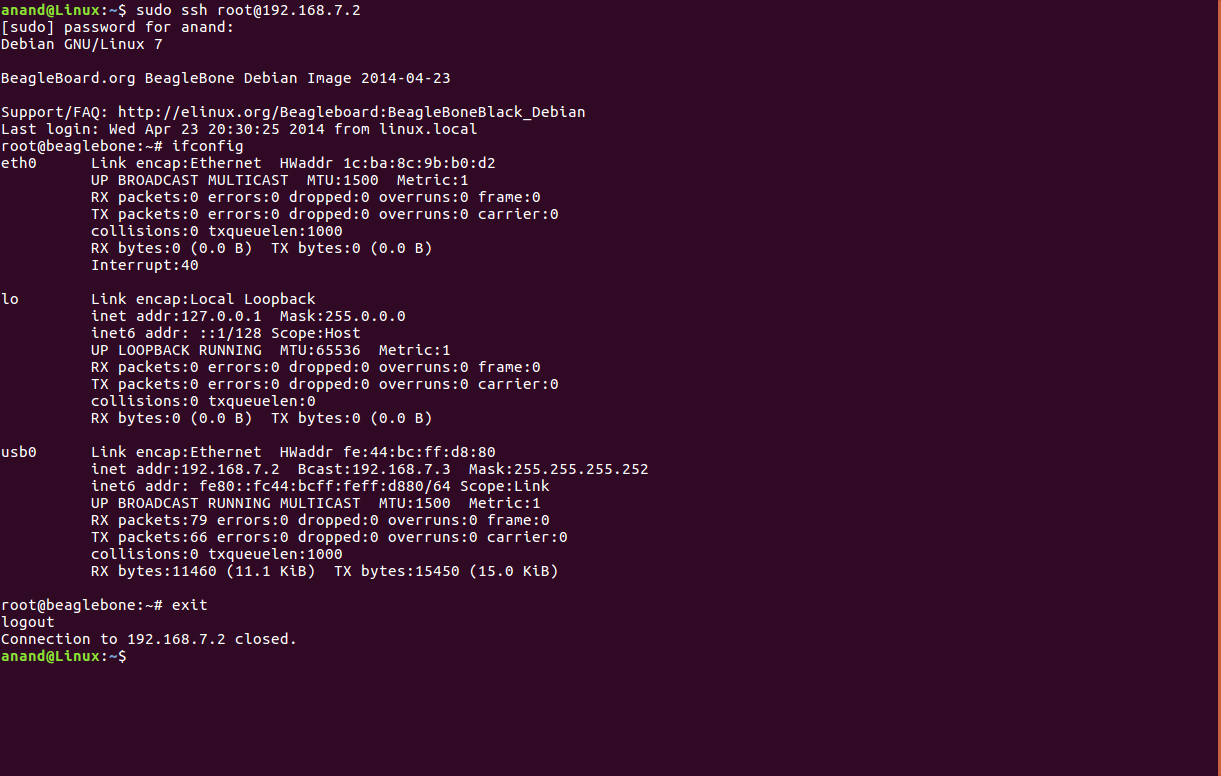 anand@Linux:~$ sudo ssh root@192.168.7.2
[sudo] password for anand:
Debian GNU/Linux 7
BeagleBoard.org BeagleBone Debian Image 2014-04-23
Support/FAQ: http://elinux.org/Beagleboard:BeagleBoneBlack_Debian
Last login: Wed Apr 23 20:30:25 2014 from linux.local
root@beaglebone:~# ifconfig
eth0      Link encap:Ethernet  HWaddr 1c:ba:8c:9b:b0:d2
          UP BROADCAST MULTICAST  MTU:1500  Metric:1
          RX packets:0 errors:0 dropped:0 overruns:0 frame:0
          TX packets:0 errors:0 dropped:0 overruns:0 carrier:0
          collisions:0 txqueuelen:1000
          RX bytes:0 (0.0 B)  TX bytes:0 (0.0 B)
          Interrupt:40
lo        Link encap:Local Loopback
          inet addr:127.0.0.1  Mask:255.0.0.0
          inet6 addr: ::1/128 Scope:Host
          UP LOOPBACK RUNNING  MTU:65536  Metric:1
          RX packets:0 errors:0 dropped:0 overruns:0 frame:0
          TX packets:0 errors:0 dropped:0 overruns:0 carrier:0
          collisions:0 txqueuelen:0
          RX bytes:0 (0.0 B)  TX bytes:0 (0.0 B)
usb0      Link encap:Ethernet  HWaddr fe:44:bc:ff:d8:80
          inet addr:192.168.7.2  Bcast:192.168.7.3  Mask:255.255.255.252
          inet6 addr: fe80::fc44:bcff:feff:d880/64 Scope:Link
          UP BROADCAST RUNNING MULTICAST  MTU:1500  Metric:1
          RX packets:79 errors:0 dropped:0 overruns:0 frame:0
          TX packets:66 errors:0 dropped:0 overruns:0 carrier:0
          collisions:0 txqueuelen:1000
          RX bytes:11460 (11.1 KiB)  TX bytes:15450 (15.0 KiB)
root@beaglebone:~# exit
logout
Connection to 192.168.7.2 closed.
anand@Linux:~$